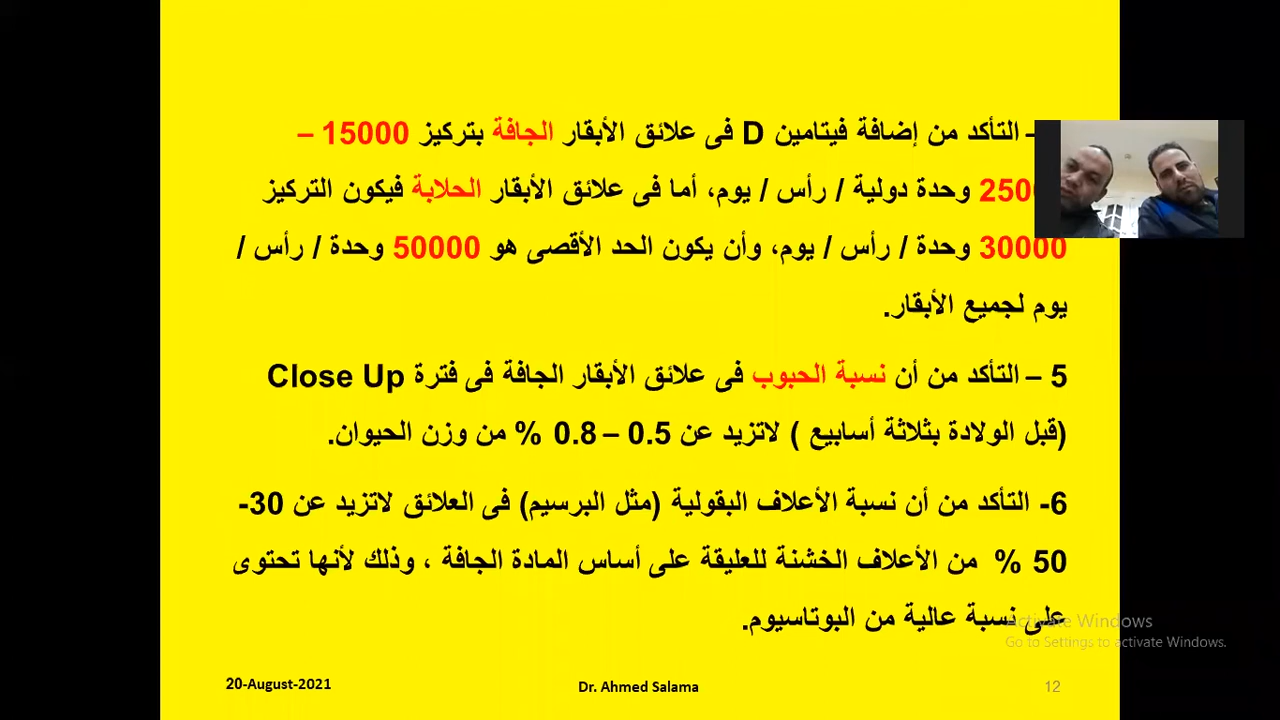 – التأكد من إضافة فيتامين D فى علائق الأبقار الجافة بتركيز 15000 –
وحدة دولية / رأس / يوم، أما فى علائق الأبقار الحلابة فيكون التركيز
30000 وحدة / رأس / يوم، وأن يكون الحد الأقصى هو 50000 وحدة / رأس /
يوم لجميع الأبقار.
5 – التأكد من أن نسبة الحبوب فى علائق الأبقار الجافة فى فترة Close Up
(قبل الولادة بثلاثة أسابيع ) لاتزيد عن 0.5 – 0.8 % من وزن الحيوان.
6- التأكد من أن نسبة الأعلاف البقولية (مثل البرسيم) فى العلائق لاتزيد عن 30-
50 % من الأعلاف الخشنة للعليقة على أساس المادة الجافة ، وذلك لأنها تحتوى
على نسبة عالية من البوتاسيوم.
Activate Windows
Go to Settings to activate Windows.
20-August-2021
Dr. Ahmed Salama
12